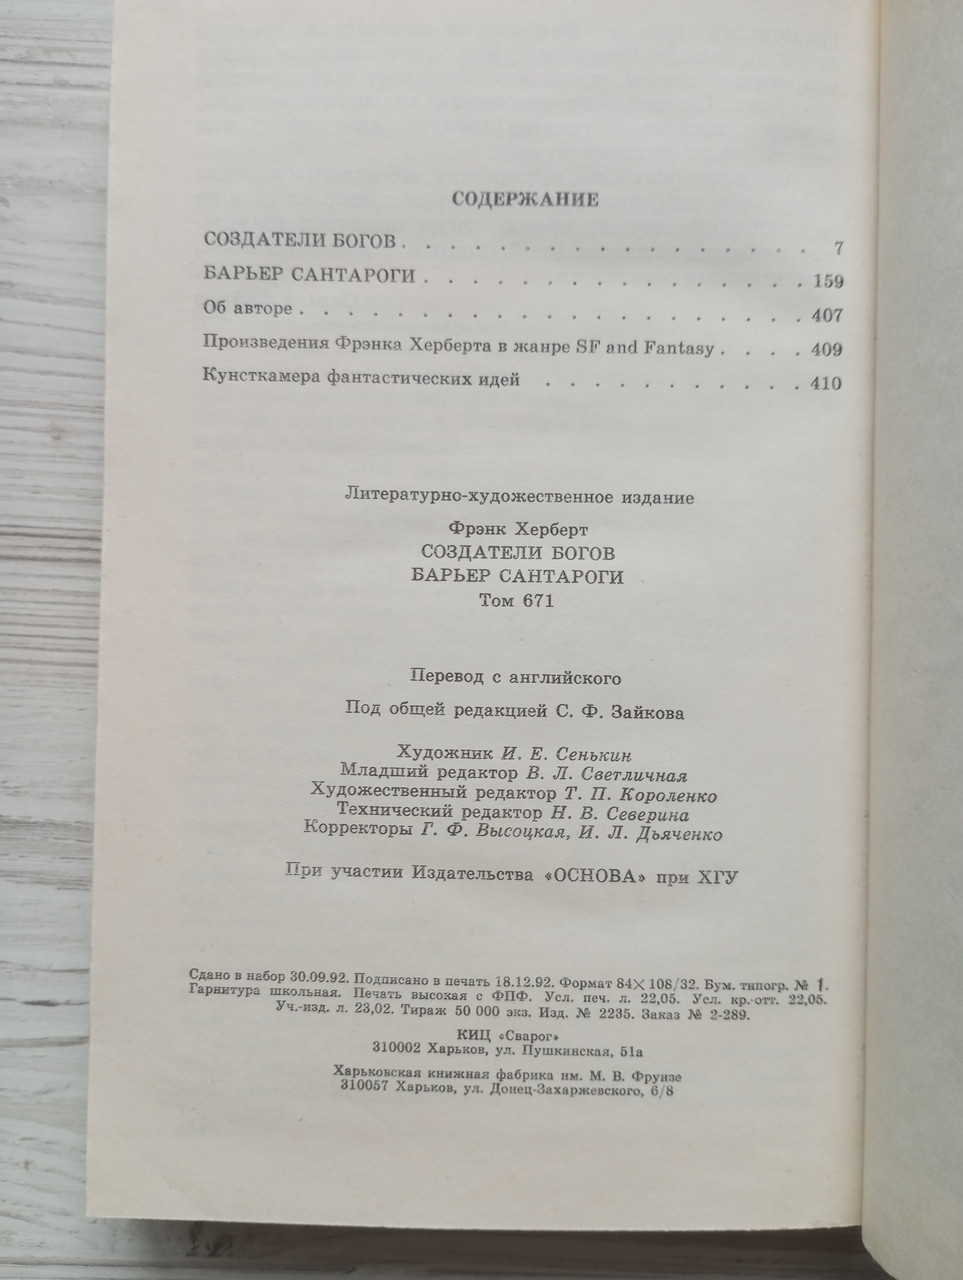 СОДЕРЖАНИЕ
СОЗДАТЕЛИ БОГОВ . . . . . . . . . . . . . . . . . 7
БАРЬЕР САНТАРОГИ . . . . . . . . . . . . . . . . 159
Об авторе . . . . . . . . . . . . . . . . . . . . . 407
Произведения Фрэнка Херберта в жанре SF and Fantasy . . . . 409
Кунсткамера фантастических идей . . . . . . . . . . . 410
Литературно-художественное издание
Фрэнк Херберт
СОЗДАТЕЛИ БОГОВ
БАРЬЕР САНТАРОГИ
Том 671
Перевод с английского
Под общей редакцией С. Ф. Зайкова
Художник И. Е. Сенькин
Младший редактор В. Л. Светличная
Художественный редактор Т. П. Короленко
Технический редактор Н. В. Северина
Корректоры Г. Ф. Высоцкая, И. Л. Дьяченко
При участии Издательства «ОСНОВА» при ХГУ
Сдано в набор 30.09.92. Подписано в печать 18.12.92. Формат 84×108/32. Бум. типогр. № 1.
Гарнитура школьная. Печать высокая с ФПФ. Усл. печ. л. 22,05. Усл. кр.-отт. 22,05.
Уч.-изд. л. 23,02. Тираж 50 000 экз. Изд. № 2235. Заказ № 2-289.
КИЦ «Сварог»
310002 Харьков, ул. Пушкинская, 51а
Харьковская книжная фабрика им. М. В. Фрунзе
310057 Харьков, ул. Донец-Захаржевского, 6/8